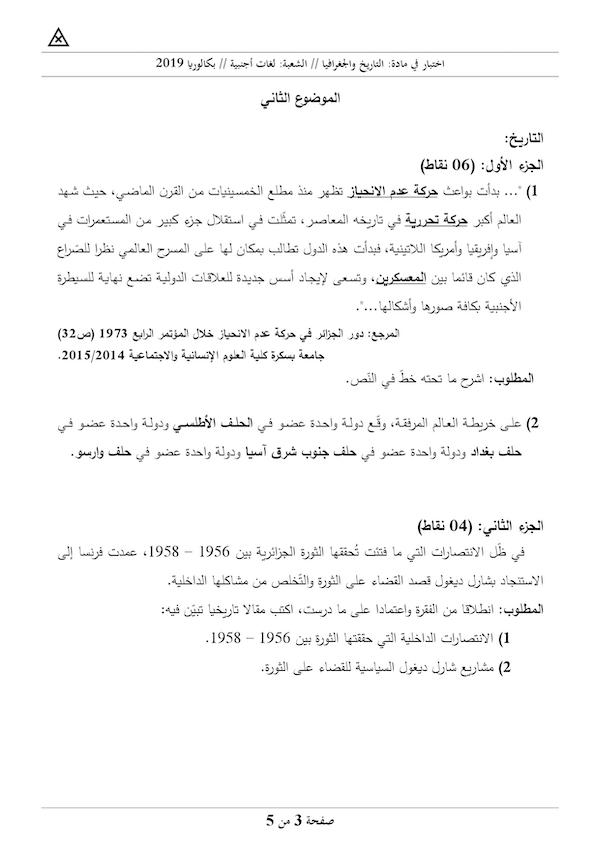 اختبار في مادة: التاريخ والجغرافيا // الشعبة: لغات أجنبية // بكالوريا 2019
الموضوع الثاني
التاريخ:
الجزء الأول: (06 نقاط)
1) "... بدأت بواعث حركة عدم الانحياز تظهر منذ مطلع الخمسينيات من القرن الماضي، حيث شهد
العالم أكبر حركة تحررية في تاريخه المعاصر، تمثّلت في استقلال جزء كبير من المستعمرات في
آسيا وإفريقيا وأمريكا اللاتينية، فبدأت هذه الدول تطالب بمكان لها على المسرح العالمي نظرا للصّراع
الذي كان قائما بين المعسكرين، وتسعى لإيجاد أسس جديدة للعلاقات الدولية تضع نهاية للسيطرة
الأجنبية بكافة صورها وأشكالها...".
المرجع: دور الجزائر في حركة عدم الانحياز خلال المؤتمر الرابع 1973 (ص32)
جامعة بسكرة كلية العلوم الإنسانية والاجتماعية 2015/2014.
المطلوب: اشرح ما تحته خطّ في النّص.
2) على خريطة العالم المرفقة، وقّع دولة واحدة عضو في الحلف الأطلسي ودولة واحدة عضو في
حلف بغداد ودولة واحدة عضو في حلف جنوب شرق آسيا ودولة واحدة عضو في حلف وارسو.
الجزء الثاني: (04 نقاط)
في ظّل الانتصارات التي ما فتئت تُحققها الثورة الجزائرية بين 1956 – 1958، عمدت فرنسا إلى
الاستنجاد بشارل ديغول قصد القضاء على الثورة والتّخلص من مشاكلها الداخلية.
المطلوب: انطلاقا من الفقرة واعتمادا على ما درست، اكتب مقالا تاريخيا تبيّن فيه:
1) الانتصارات الداخلية التي حققتها الثورة بين 1956 – 1958.
2) مشاريع شارل ديغول السياسية للقضاء على الثورة.
صفحة 3 من 5